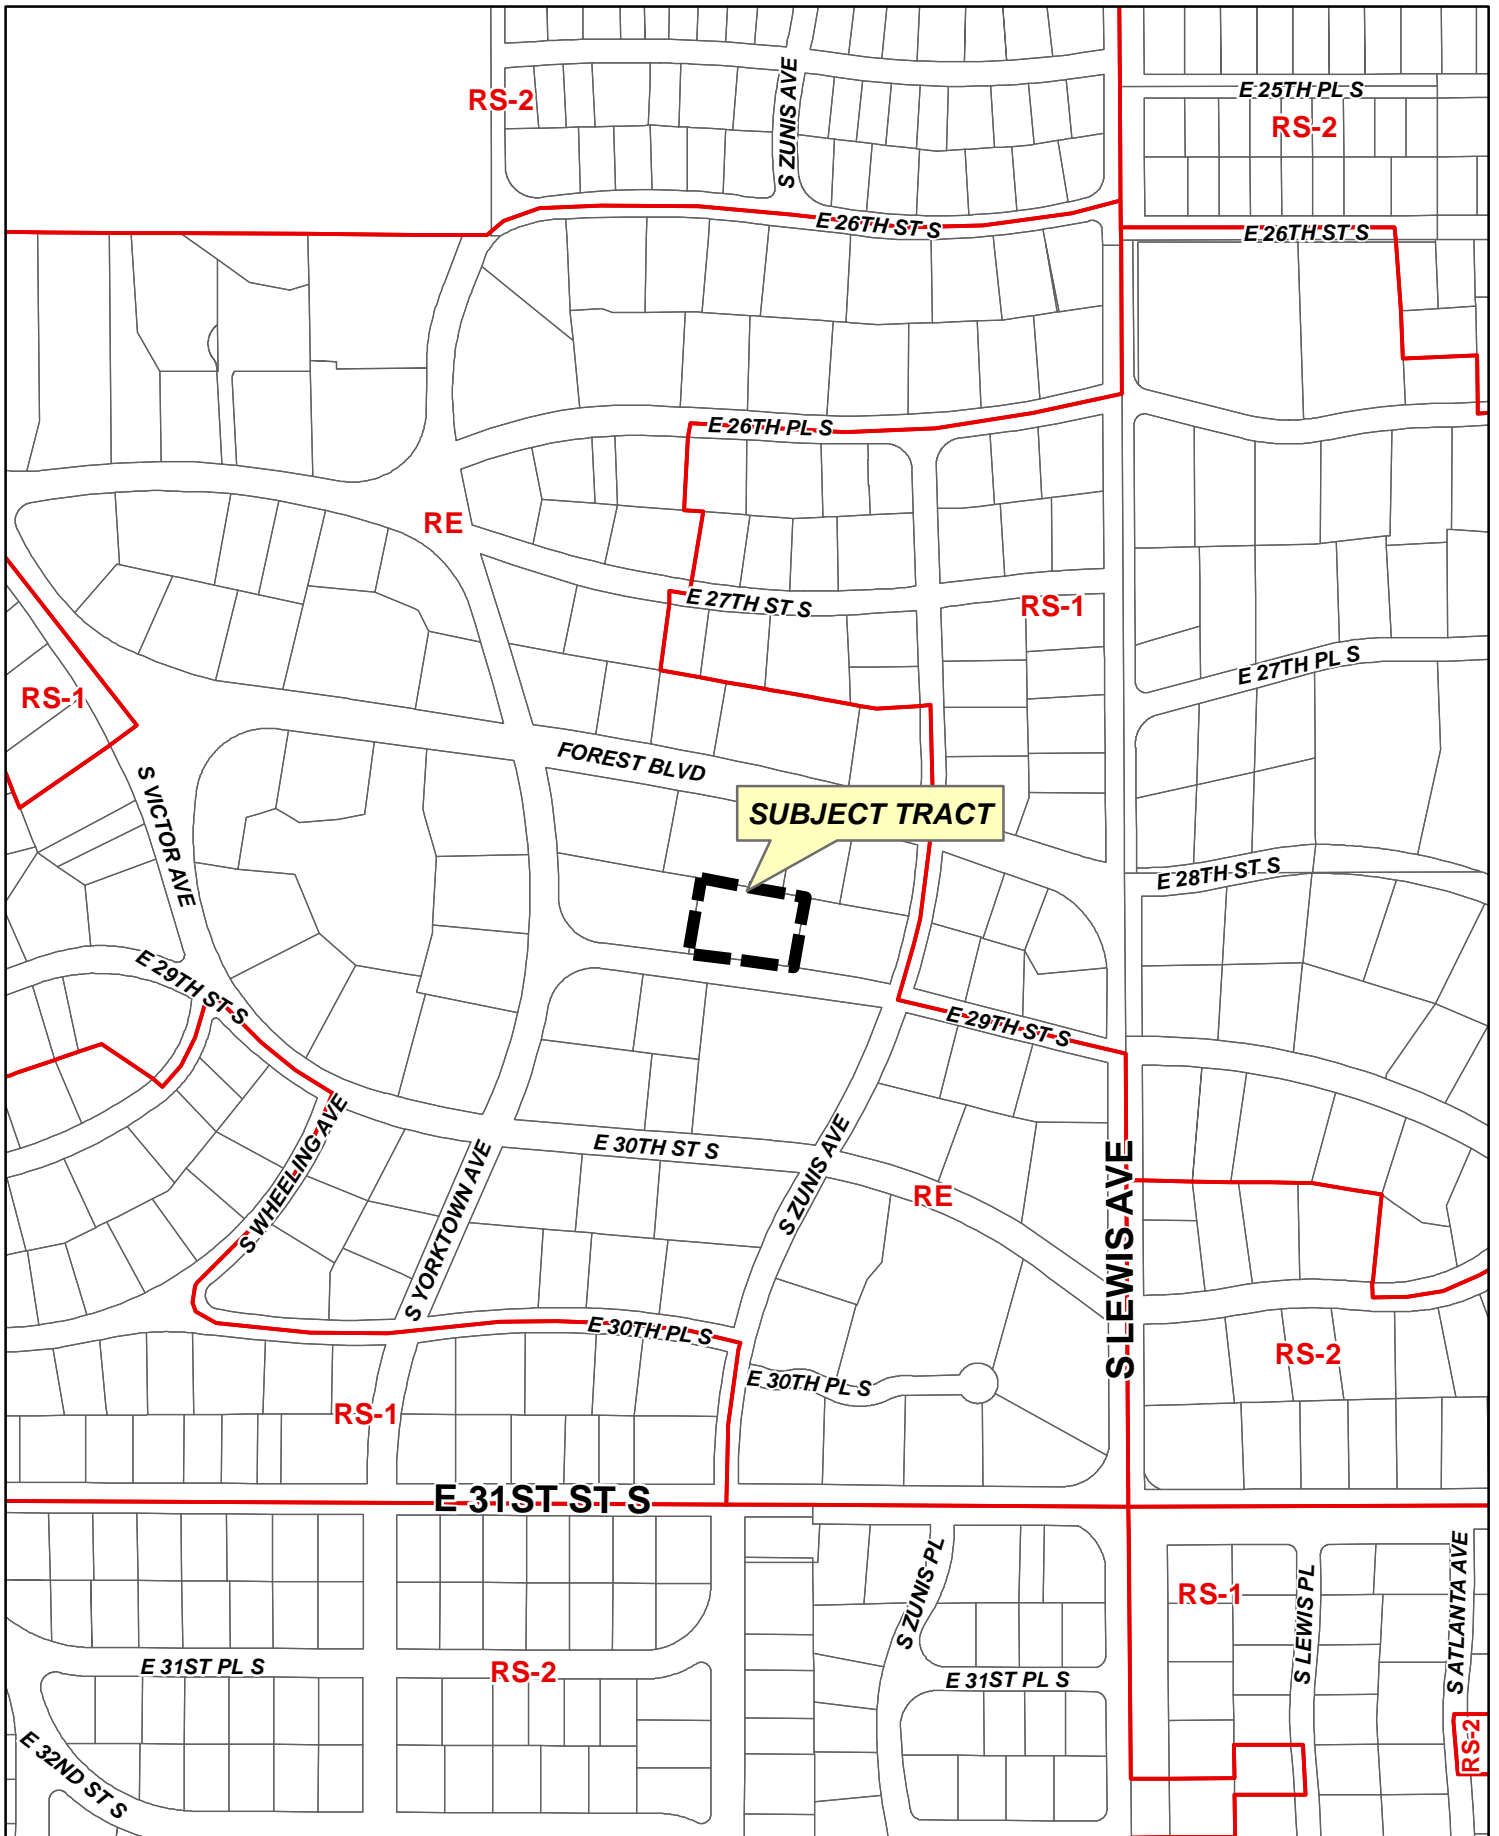 S ZUNIS AVE
E 25TH PL S
RS-2
RS-2
E 26TH ST S
E 26TH ST S
E 26TH PL S
RE
E 27TH ST S
RS-1
E 27TH PL S
RS-1
FOREST BLVD
S VICTOR AVE
SUBJECT TRACT
E 28TH ST S
E 29TH ST S
E 29TH ST S
S WHEELING AVE
E 30TH ST S
S ZUNIS AVE
S YORKTOWN AVE
RE
S LEWIS AVE
E 30TH PL S
RS-2
E 30TH PL S
RS-1
E 31ST ST S
S ZUNIS PL
RS-1
S LEWIS PL
S ATLANTA AVE
E 31ST PL S
RS-2
E 31ST PL S
E 32ND ST S
RS-2